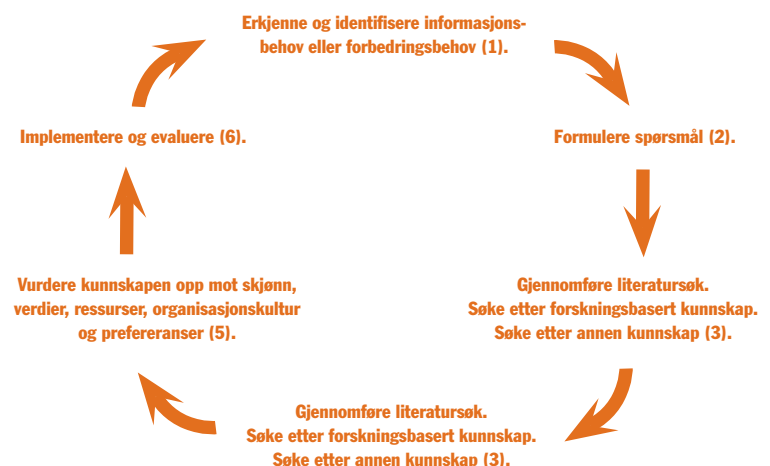 Erkjenne og identifisere informasjons-
behov eller forbedringsbehov (1).
Formulere spørsmål (2).
Gjennomføre literatursøk.
Søke etter forskningsbasert kunnskap.
Søke etter annen kunnskap (3).
Gjennomføre literatursøk.
Søke etter forskningsbasert kunnskap.
Søke etter annen kunnskap (3).
Vurdere kunnskapen opp mot skjønn,
verdier, ressurser, organisasjonskultur
og prefereranser (5).
Implementere og evaluere (6).